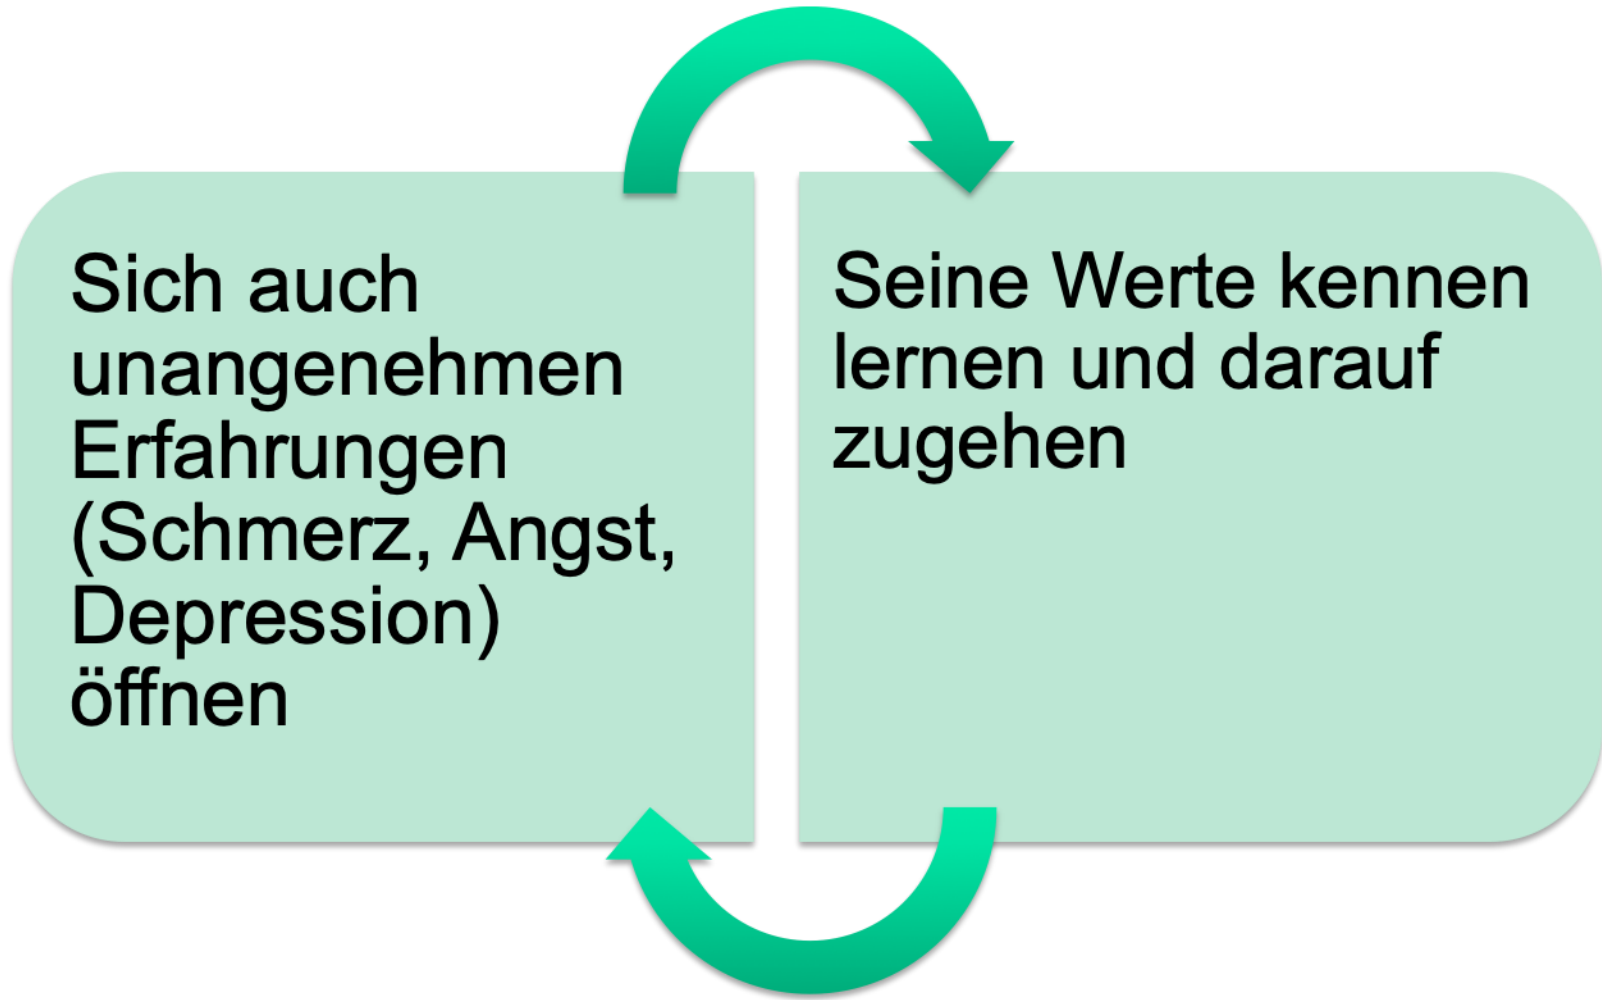 Sich auch
unangenehmen
Erfahrungen
(Schmerz, Angst,
Depression)
öffnen
Seine Werte kennen
lernen und darauf
zugehen